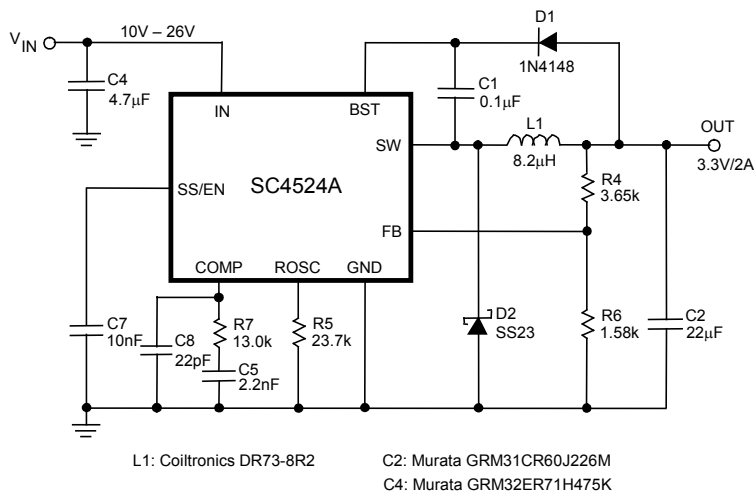 V IN
10V – 26V
D1
1N4148
C4
4.7µF
C1
0.1µF
IN
BST
SW
L1
8.2µH
OUT
3.3V/2A
SS/EN
SC4524A
R4
3.65k
FB
COMP
ROSC
GND
C7
10nF
C8
22pF
R7
13.0k
C5
2.2nF
R5
23.7k
D2
SS23
R6
1.58k
C2
22µF
L1: Coiltronics DR73-8R2
C2: Murata GRM31CR60J226M
C4: Murata GRM32ER71H475K